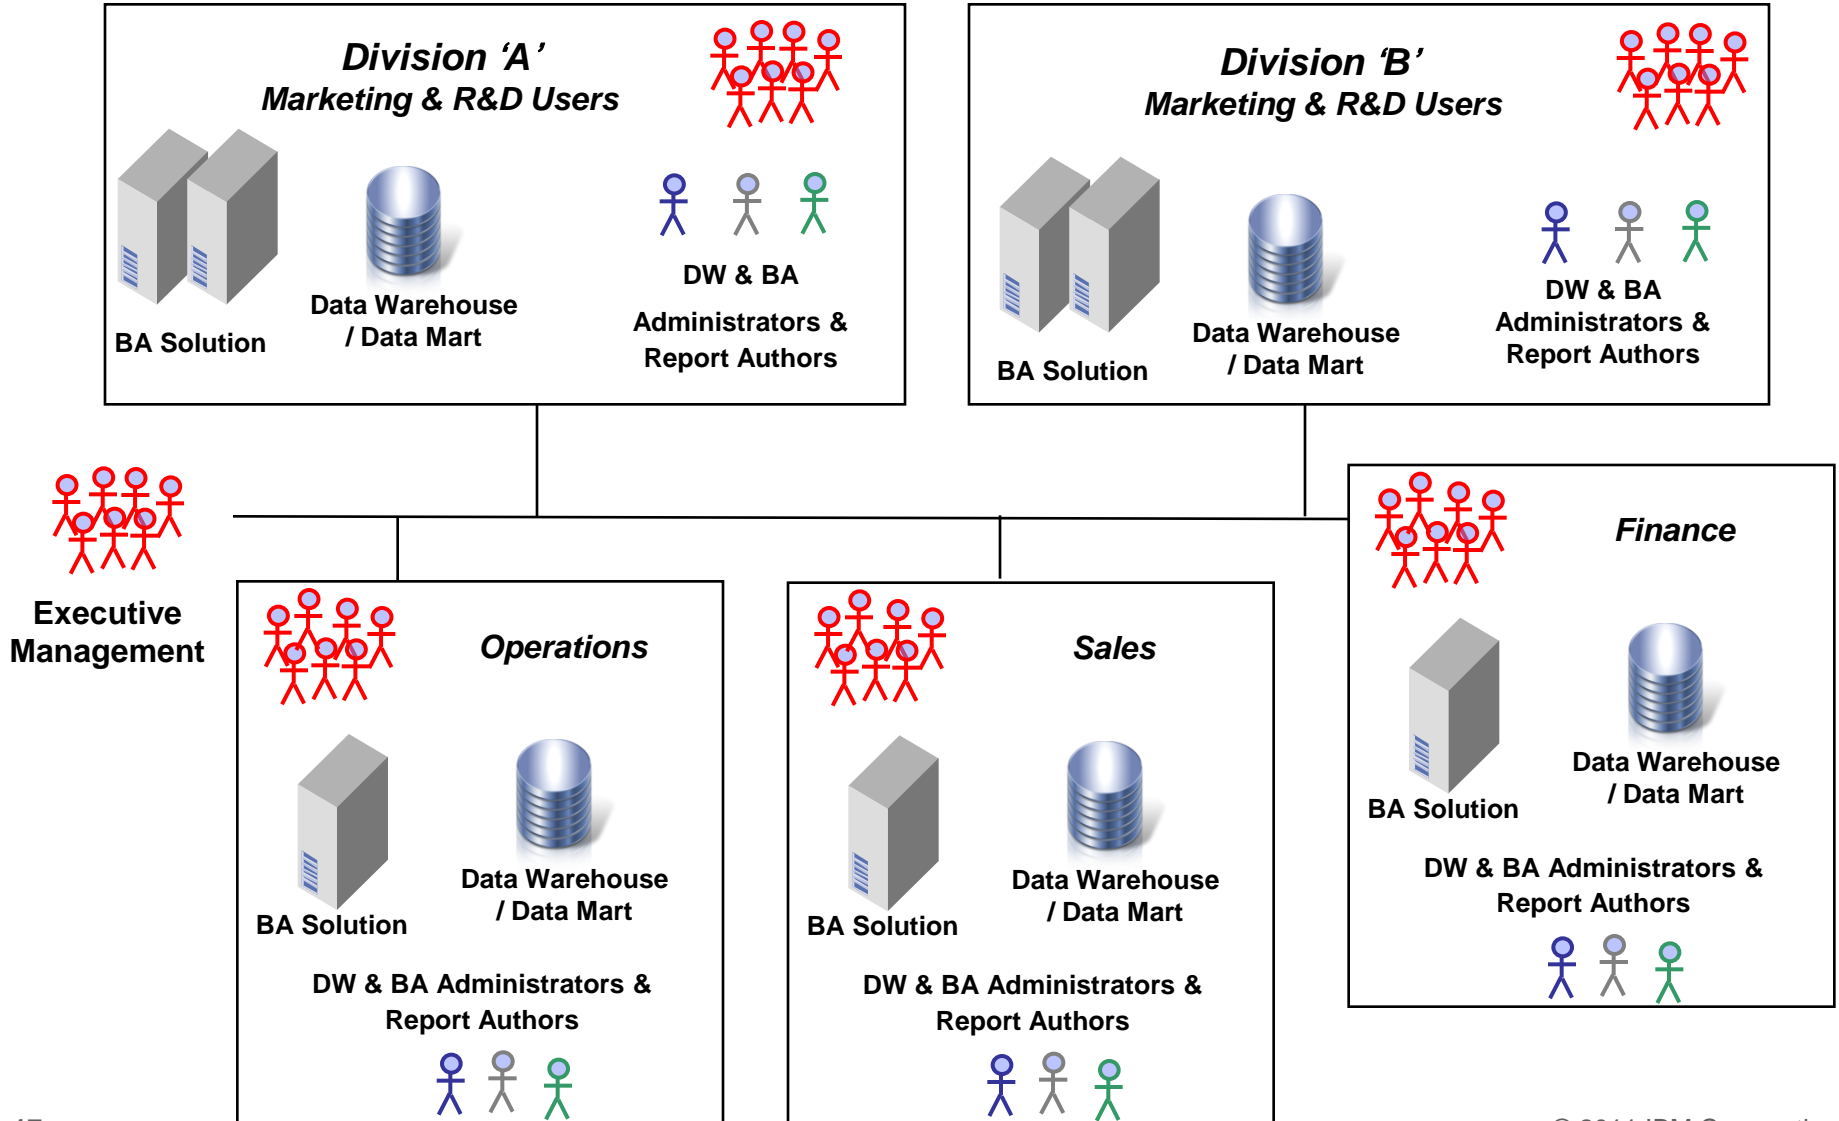 Division ‘A’
Marketing & R&D Users
BA Solution
Data Warehouse
/ Data Mart
DW & BA
Administrators &
Report Authors
Division ‘B’
Marketing & R&D Users
BA Solution
Data Warehouse
/ Data Mart
DW & BA
Administrators &
Report Authors
Executive
Management
Operations
BA Solution
Data Warehouse
/ Data Mart
DW & BA Administrators &
Report Authors
Sales
BA Solution
Data Warehouse
/ Data Mart
DW & BA Administrators &
Report Authors
Finance
BA Solution
Data Warehouse
/ Data Mart
DW & BA Administrators &
Report Authors